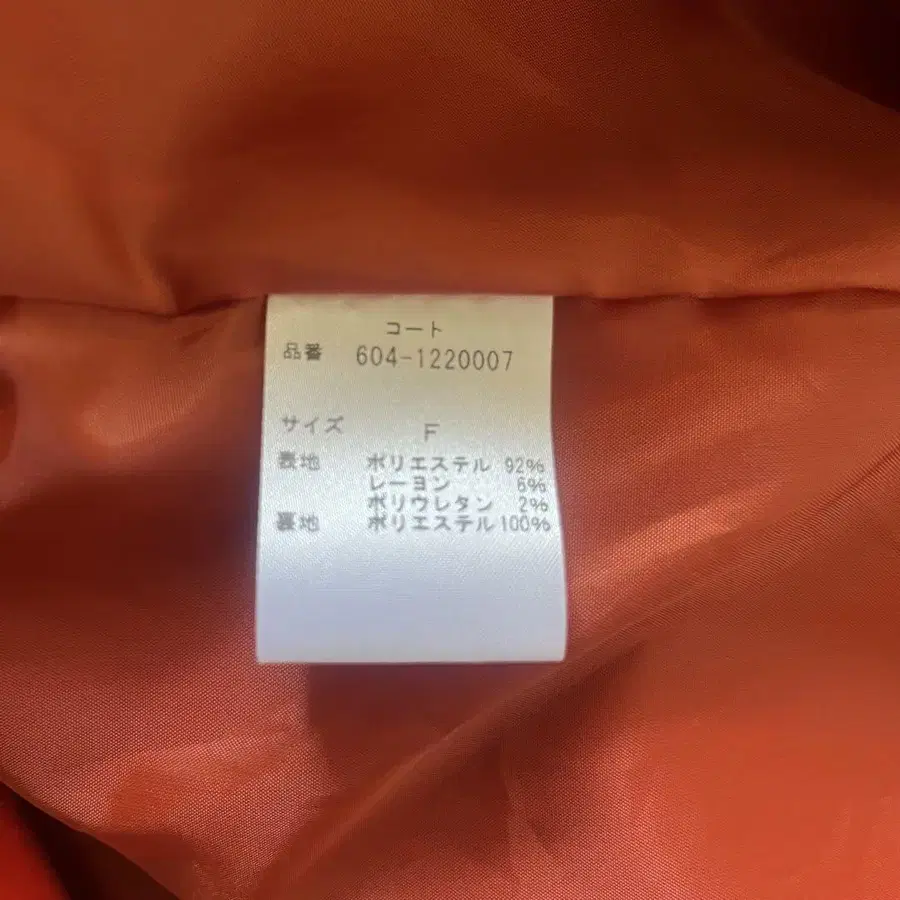 コート
品番 604-1220007
サイズ F
表地 ポリエステル 92%
レーヨン 6%
ポリウレタン 2%
裏地 ポリエステル 100%